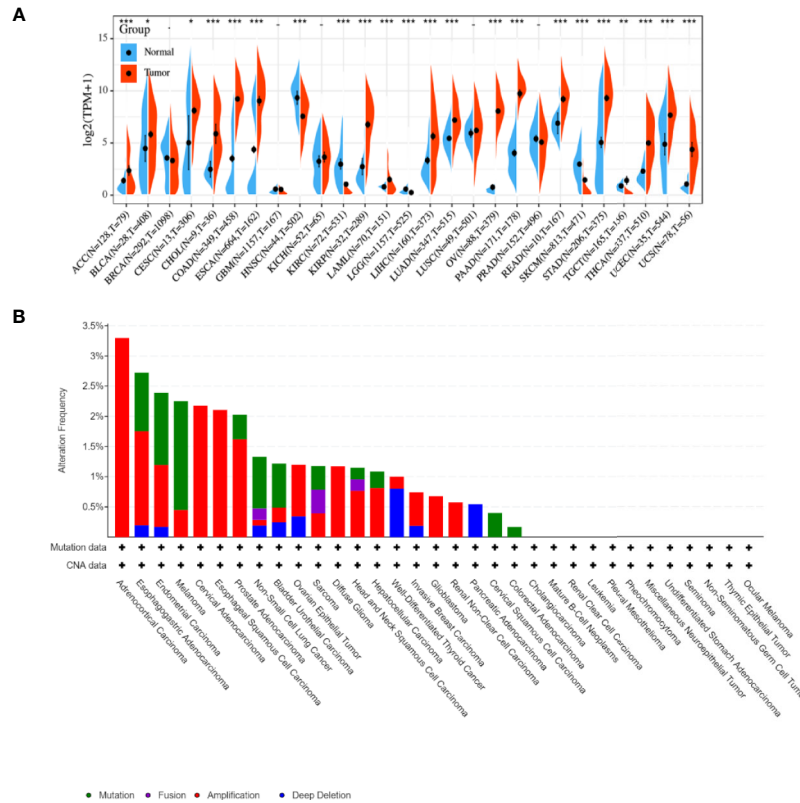 A
*** * - * *** *** *** - *** - *** *** *** *** *** *** - *** *** - *** *** *** ** *** *** ***
Group
Normal
Tumor
log2(TPM+1)
15
10
5
0
ACC(N=128,T=79)
BLCA(N=28,T=408)
BRCA(N=292,T=1098)
CESC(N=13,T=306)
CHOL(N=9,T=36)
COAD(N=349,T=458)
ESCA(N=664,T=162)
GBM(N=1157,T=167)
HNSC(N=44,T=502)
KICH(N=52,T=65)
KIRC(N=72,T=531)
KIRP(N=32,T=289)
LAML(N=70,T=151)
LGG(N=1157,T=525)
LIHC(N=160,T=373)
LUAD(N=347,T=515)
LUSC(N=49,T=501)
OV(N=88,T=379)
PAAD(N=171,T=178)
PRAD(N=152,T=496)
READ(N=10,T=167)
SKCM(N=813,T=471)
STAD(N=206,T=375)
TGCT(N=165,T=156)
THCA(N=337,T=510)
UCEC(N=35,T=544)
UCS(N=78,T=56)
B
Alteration Frequency
3.5%
3%
2.5%
2%
1.5%
1%
0.5%
Mutation data + + + + + + + + + + + + + + + + + + + + + + + + + + + + + + + + +
CNA data + + + + + + + + + + + + + + + + + + + + + + + + + + + + + + + + +
Adrenocortical Carcinoma
Esophagogastric Adenocarcinoma
Endometrial Carcinoma
Melanoma
Cervical Adenocarcinoma
Esophageal Squamous Cell Carcinoma
Prostate Adenocarcinoma
Non-Small Cell Lung Cancer
Bladder Urothelial Carcinoma
Ovarian Epithelial Tumor
Sarcoma
Diffuse Glioma
Head and Neck Squamous Cell Carcinoma
Hepatocellular Carcinoma
Well-Differentiated Thyroid Cancer
Invasive Breast Carcinoma
Glioblastoma
Renal Non-Clear Cell Carcinoma
Pancreatic Adenocarcinoma
Cervical Squamous Cell Carcinoma
Colorectal Adenocarcinoma
Cholangiocarcinoma
Mature B-Cell Neoplasms
Renal Clear Cell Carcinoma
Leukemia
Pleural Mesothelioma
Pheochromocytoma
Miscellaneous Neuroepithelial Tumor
Undifferentiated Stomach Adenocarcinoma
Seminoma
Non-Seminomatous Germ Cell Tumo
Thymic Epithelial Tumor
Ocular Melanoma
Mutation Fusion Amplification Deep Deletion